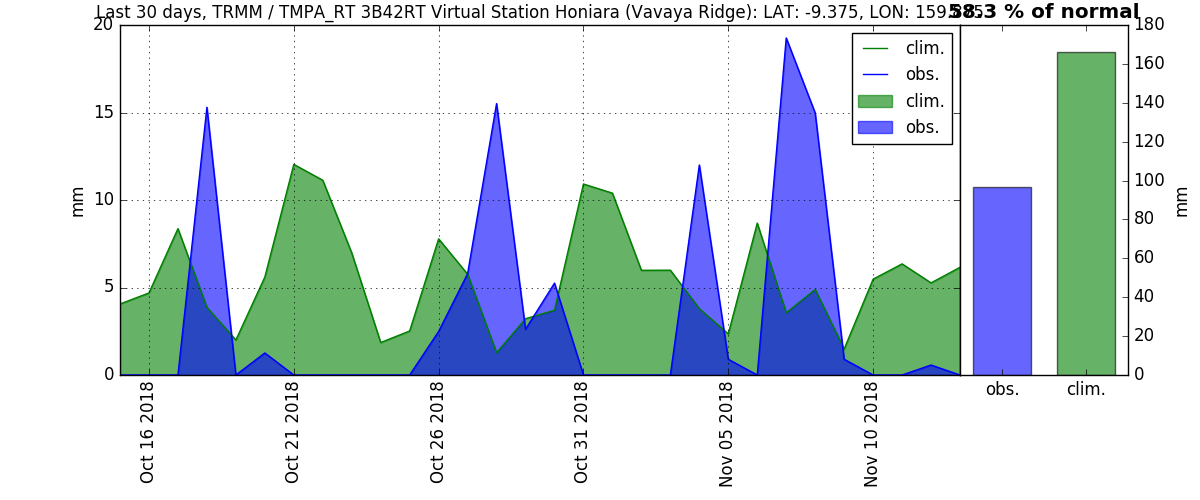 Last 30 days, TRMM / TMPA_RT 3B42RT Virtual Station Honiara (Vavaya Ridge): LAT: -9.375, LON:
58.3 % of normal
20
15
10
5
0
mm
clim.
obs.
clim.
obs.
180
160
140
120
100
80
60
40
20
0
mm
obs.
clim.
Oct 16 2018
Oct 21 2018
Oct 26 2018
Oct 31 2018
Nov 05 2018
Nov 10 2018